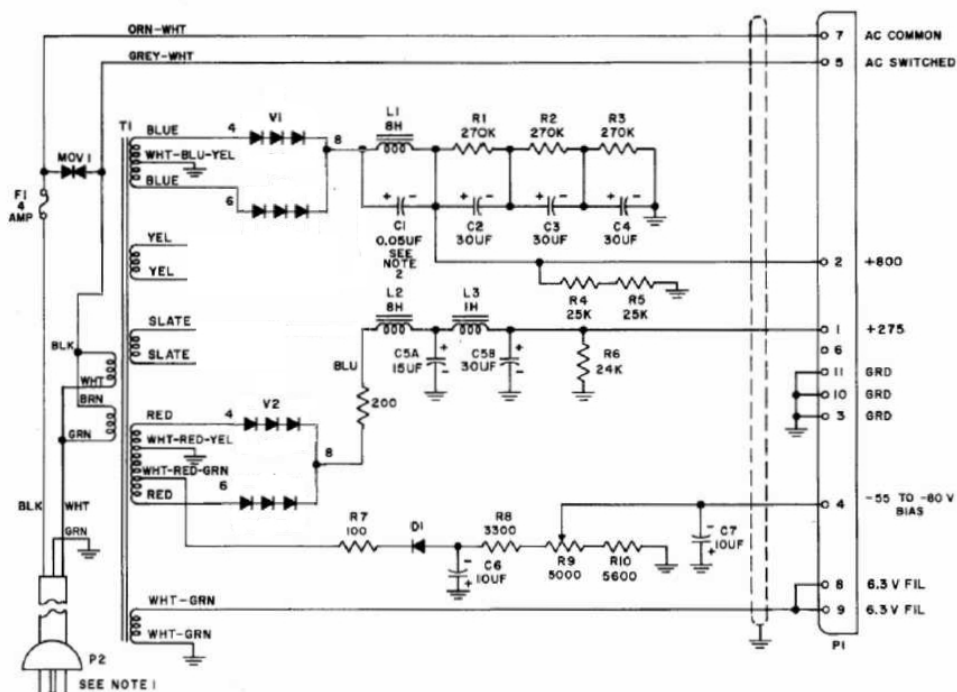 ORN-WHT
7 AC COMMON
GREY-WHT
5 AC SWITCHED
T1
BLUE
4
V1
8
L1
8H
R1
270K
R2
270K
R3
270K
WHT-BLU-YEL
MOV 1
BLUE
6
F1
4
AMP
+ -
C1
0.05UF
SEE
NOTE
2
+ -
C2
30UF
+ -
C3
30UF
+ -
C4
30UF
YEL
YEL
2 +800
R4
25K
R5
25K
L2
8H
L3
1H
SLATE
SLATE
1 +275
BLK
BLU
+
-
C5A
15UF
+
-
C5B
30UF
R6
24K
6
11 GRD
10 GRD
3 GRD
WHT
BRN
GRN
200
RED
4
V2
8
WHT-RED-YEL
WHT-RED-GRN
RED
6
4 -55 TO -80 V
BIAS
BLK
WHT
GRN
R7
100
D1
R8
3300
R9
5000
R10
5600
-
+
C6
10UF
-
+
C7
10UF
8 6.3 V FIL
WHT-GRN
9 6.3 V FIL
WHT-GRN
P1
P2
SEE NOTE 1